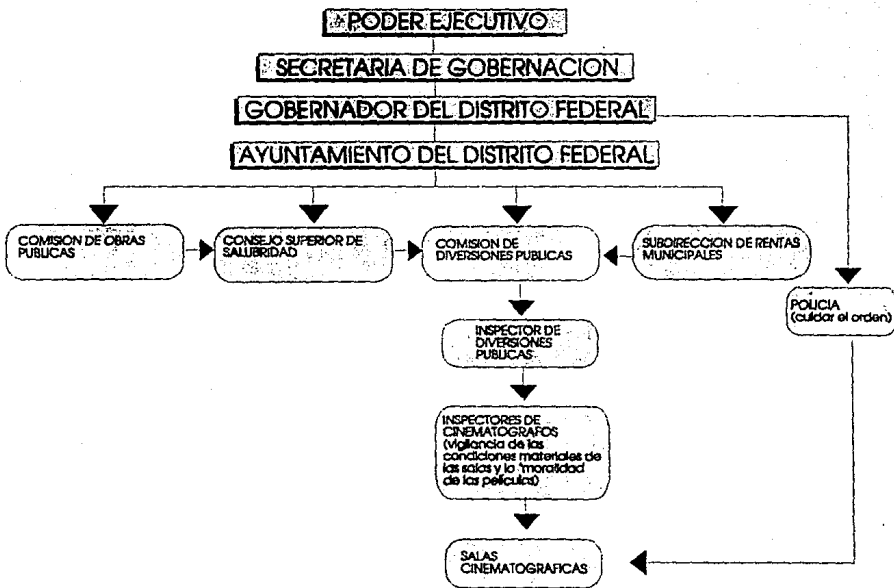 PODER EJECUTIVO
SECRETARIA DE GOBERNACION
GOBERNADOR DEL DISTRITO FEDERAL
AYUNTAMIENTO DEL DISTRITO FEDERAL
COMISION DE OBRAS
PUBLICAS
CONSEJO SUPERIOR DE
SALUBRIDAD
COMISION DE
DIVERSIONES PUBLICAS
SUBDIRECCION DE RENTAS
MUNICIPALES
POLICIA
(cuidar el orden)
INSPECTOR DE
DIVERSIONES
PUBLICAS
INSPECTORES DE
CINEMATOGRAFOS
(vigilancia de las
condiciones materiales de
las salas y la "moralidad
de las películas)
SALAS
CINEMATOGRAFICAS